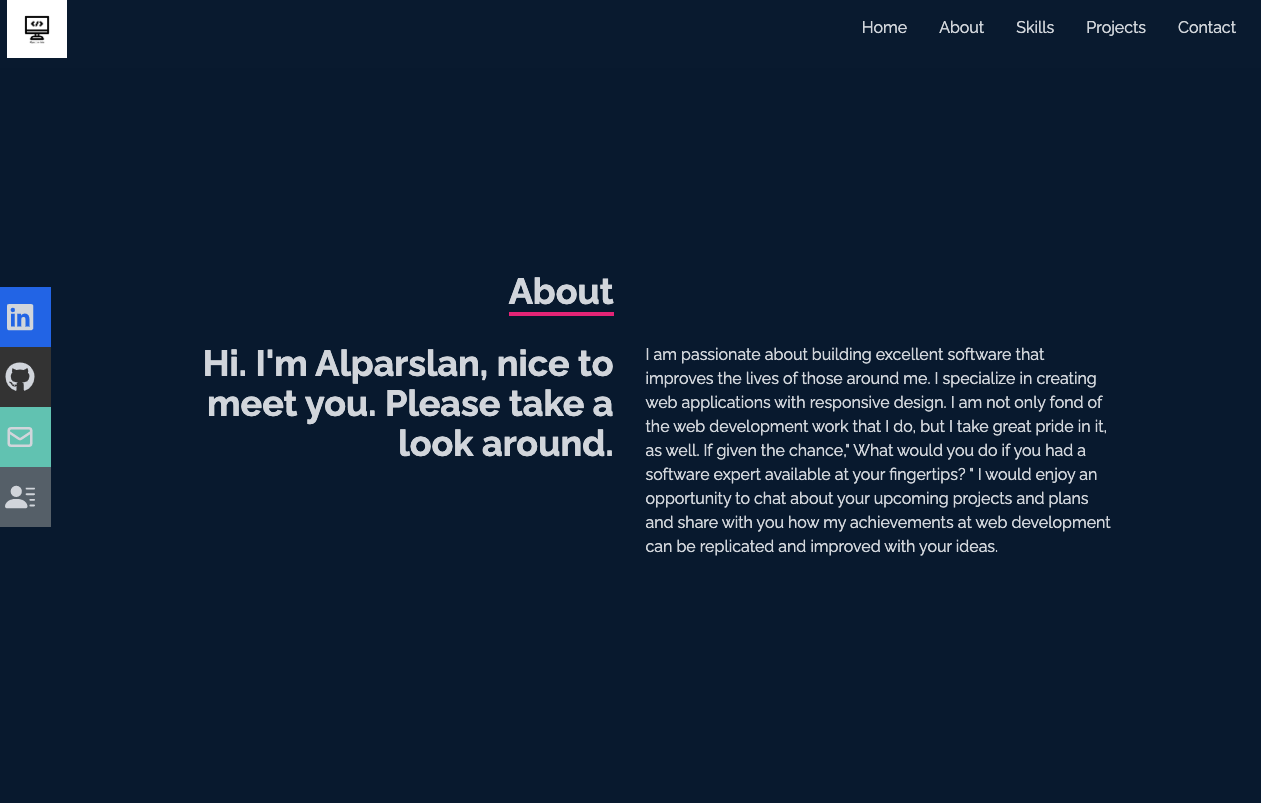 Home About Skills Projects Contact
About
Hi. I'm Alparslan, nice to
meet you. Please take a
look around.
I am passionate about building excellent software that
improves the lives of those around me. I specialize in creating
web applications with responsive design. I am not only fond of
the web development work that I do, but I take great pride in it,
as well. If given the chance," What would you do if you had a
software expert available at your fingertips? " I would enjoy an
opportunity to chat about your upcoming projects and plans
and share with you how my achievements at web development
can be replicated and improved with your ideas.